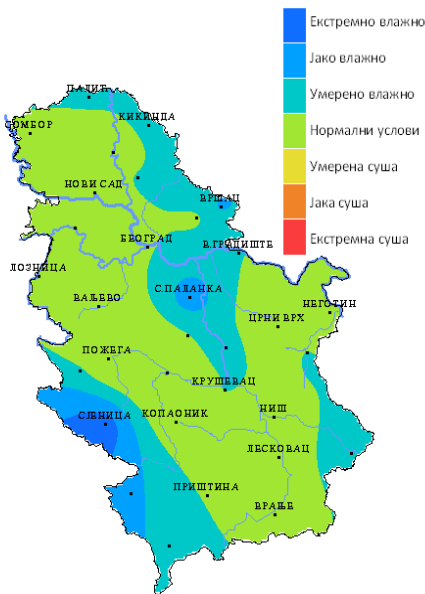 Екстремно влажно
Јако влажно
Умерено влажно
Нормални услови
Умерена суша
Јака суша
Екстремна суша
ПАЛИЋ
СОМБОР
КИКИНДА
НОВИ САД
ВРШАЦ
БЕОГРАД
В.ГРАДИШТЕ
ЛОЗНИЦА
С.ПАЛАНКА
ВАЉЕВО
НЕГОТИН
ЦРНИ ВРХ
ПОЖЕГА
КРУШЕВАЦ
СЈЕНИЦА
КОПАОНИК
НИШ
ЛЕСКОВАЦ
ПРИШТИНА
ВРАЊЕ